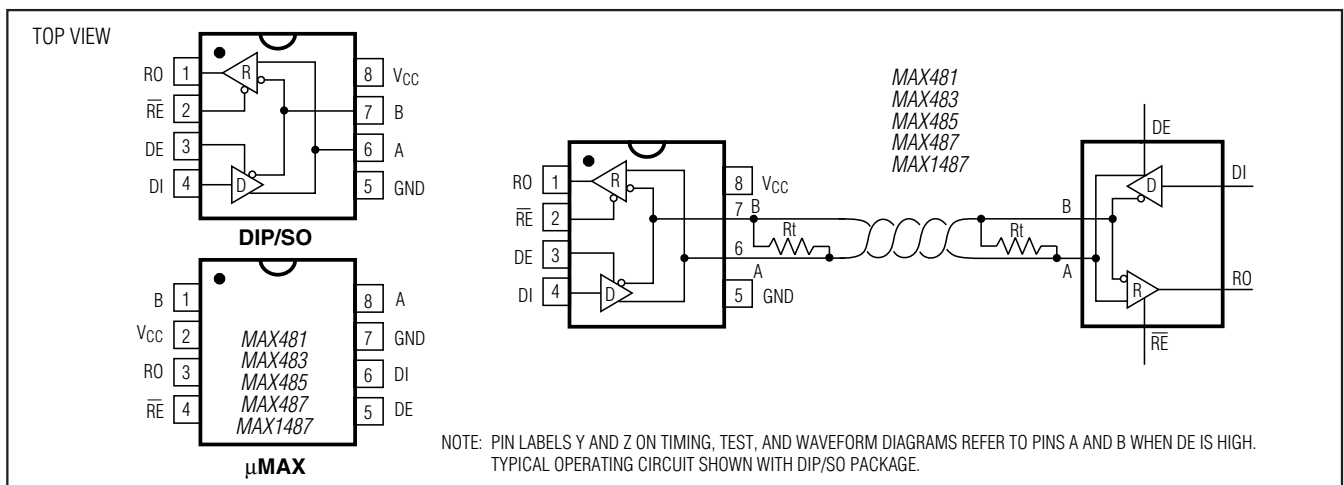 TOP VIEW
RO 1
R
8 VCC
RE 2
7 B
DE 3
6 A
DI 4
D
5 GND
DIP/SO
B 1
8 A
VCC 2
7 GND
RO 3
6 DI
RE 4
5 DE
MAX481
MAX483
MAX485
MAX487
MAX1487
μMAX
MAX481
MAX483
MAX485
MAX487
MAX1487
RO 1
R
8 VCC
RE 2
7 B
DE 3
6 A
DI 4
D
5 GND
Rt
Rt
B
A
DE
D
DI
R
RO
RE
NOTE: PIN LABELS Y AND Z ON TIMING, TEST, AND WAVEFORM DIAGRAMS REFER TO PINS A AND B WHEN DE IS HIGH.
TYPICAL OPERATING CIRCUIT SHOWN WITH DIP/SO PACKAGE.